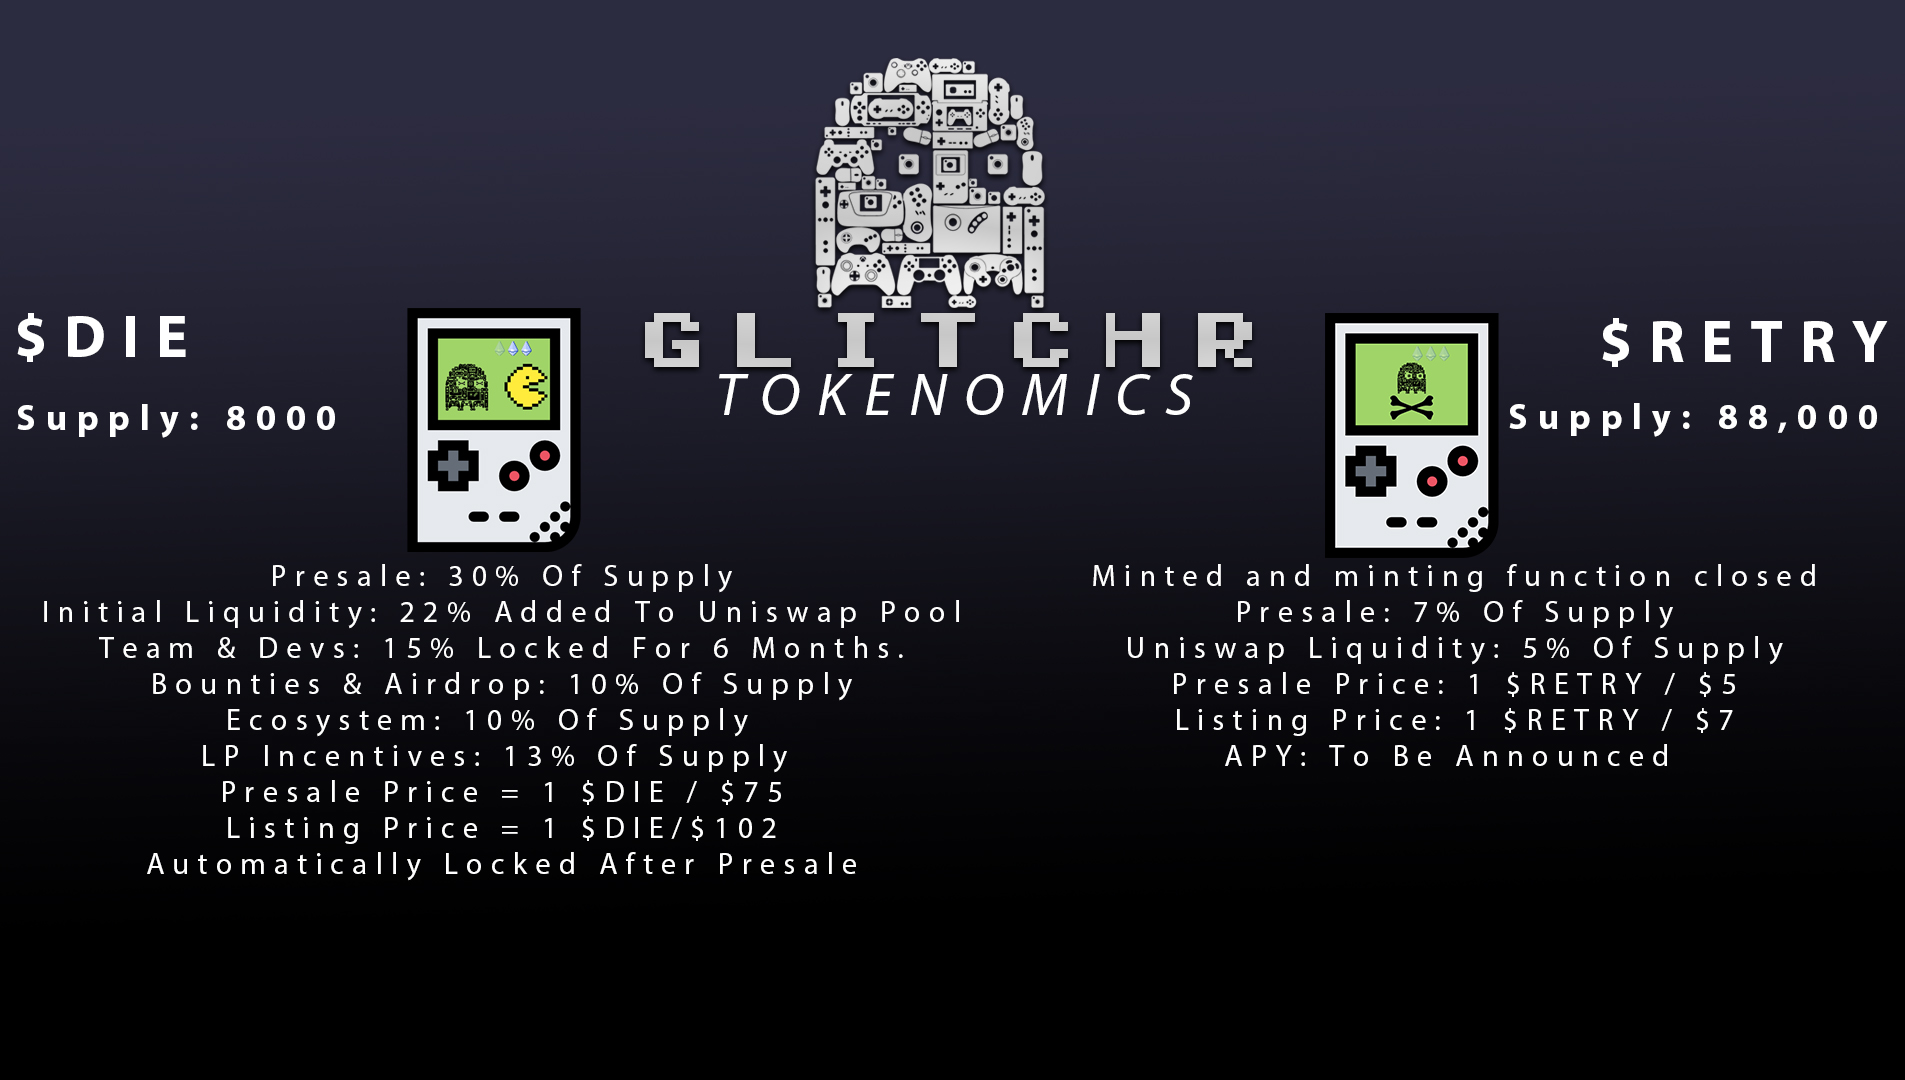 GLITCHR
TOKENOMICS
$DIE
Supply: 8000
Presale: 30% Of Supply
Initial Liquidity: 22% Added To Uniswap Pool
Team & Devs: 15% Locked For 6 Months.
Bounties & Airdrop: 10% Of Supply
Ecosystem: 10% Of Supply
LP Incentives: 13% Of Supply
Presale Price = 1 $DIE / $75
Listing Price = 1 $DIE/$102
Automatically Locked After Presale
$RETRY
Supply: 88,000
Minted and minting function closed
Presale: 7% Of Supply
Uniswap Liquidity: 5% Of Supply
Presale Price: 1 $RETRY / $5
Listing Price: 1 $RETRY / $7
APY: To Be Announced